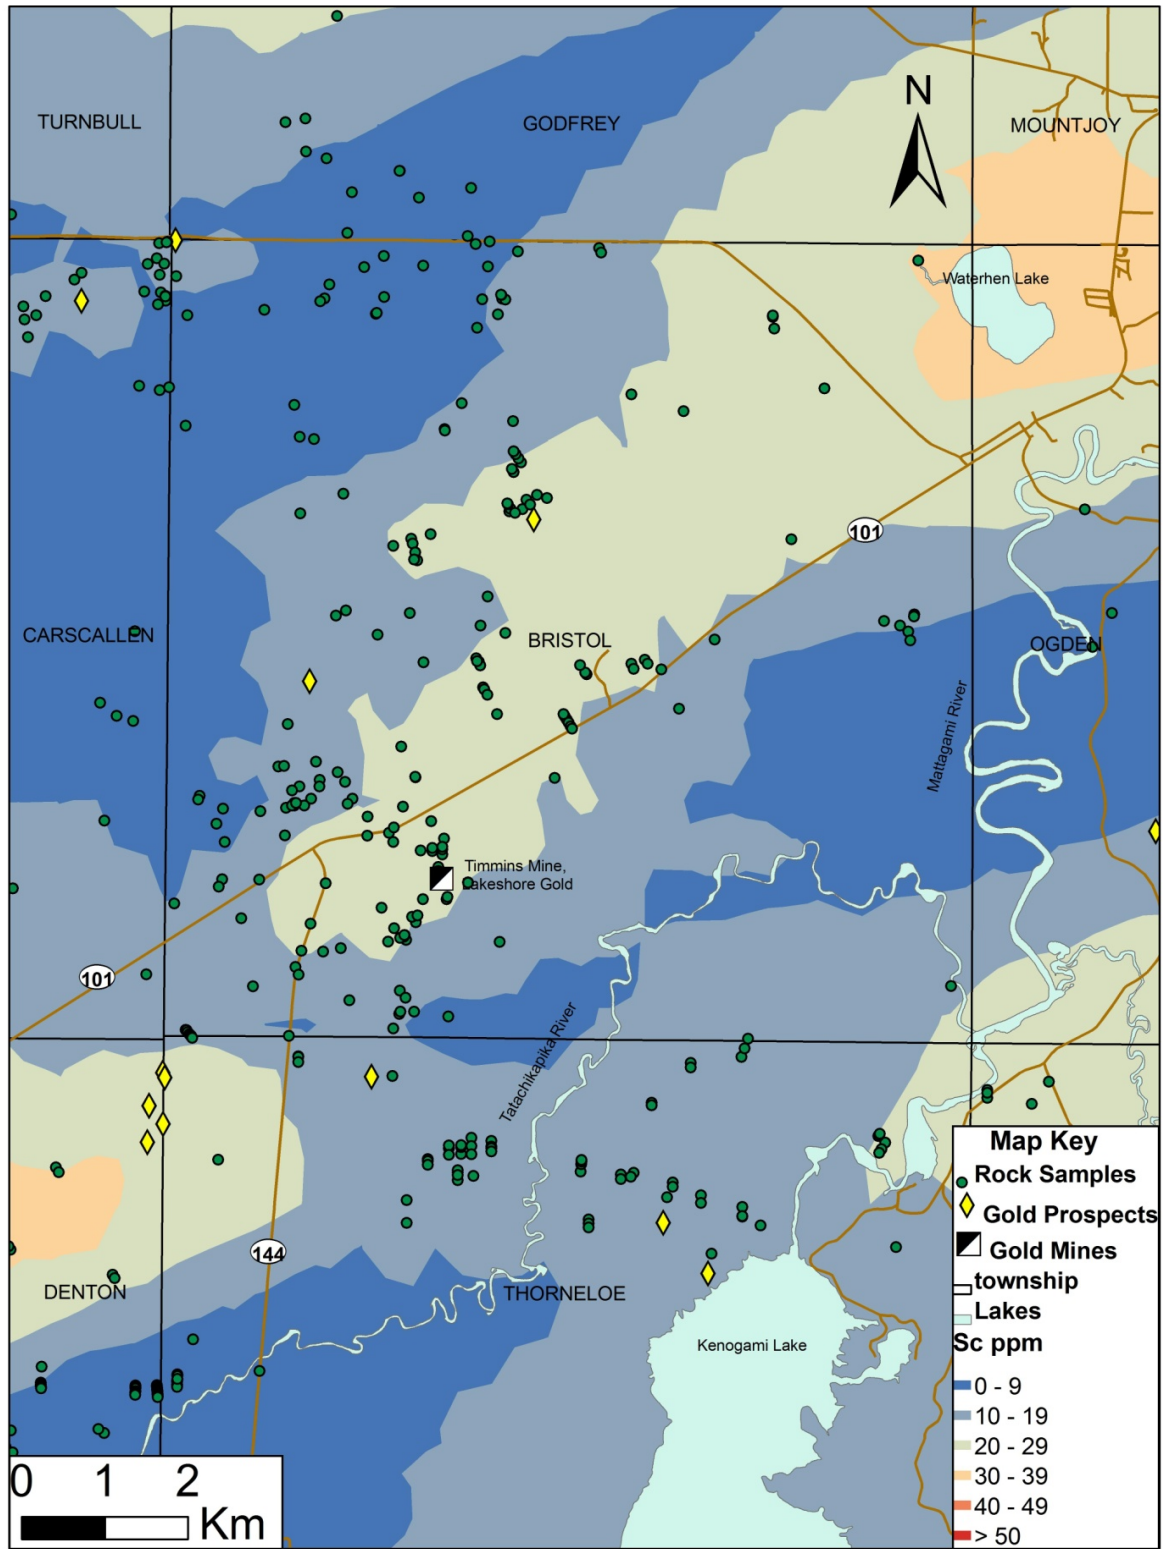 N
TURNBULL
GODFREY
MOUNTJOY
Waterhen Lake
101
CARSCALLEN
BRISTOL
OGDEN
Mattagami River
Timmins Mine,
Lakeshore Gold
101
Tatachikapika River
144
DENTON
THORNELOE
Kenogami Lake
Map Key
Rock Samples
Gold Prospects
Gold Mines
township
Lakes
Sc ppm
0 - 9
10 - 19
20 - 29
30 - 39
40 - 49
> 50
0 1 2
Km